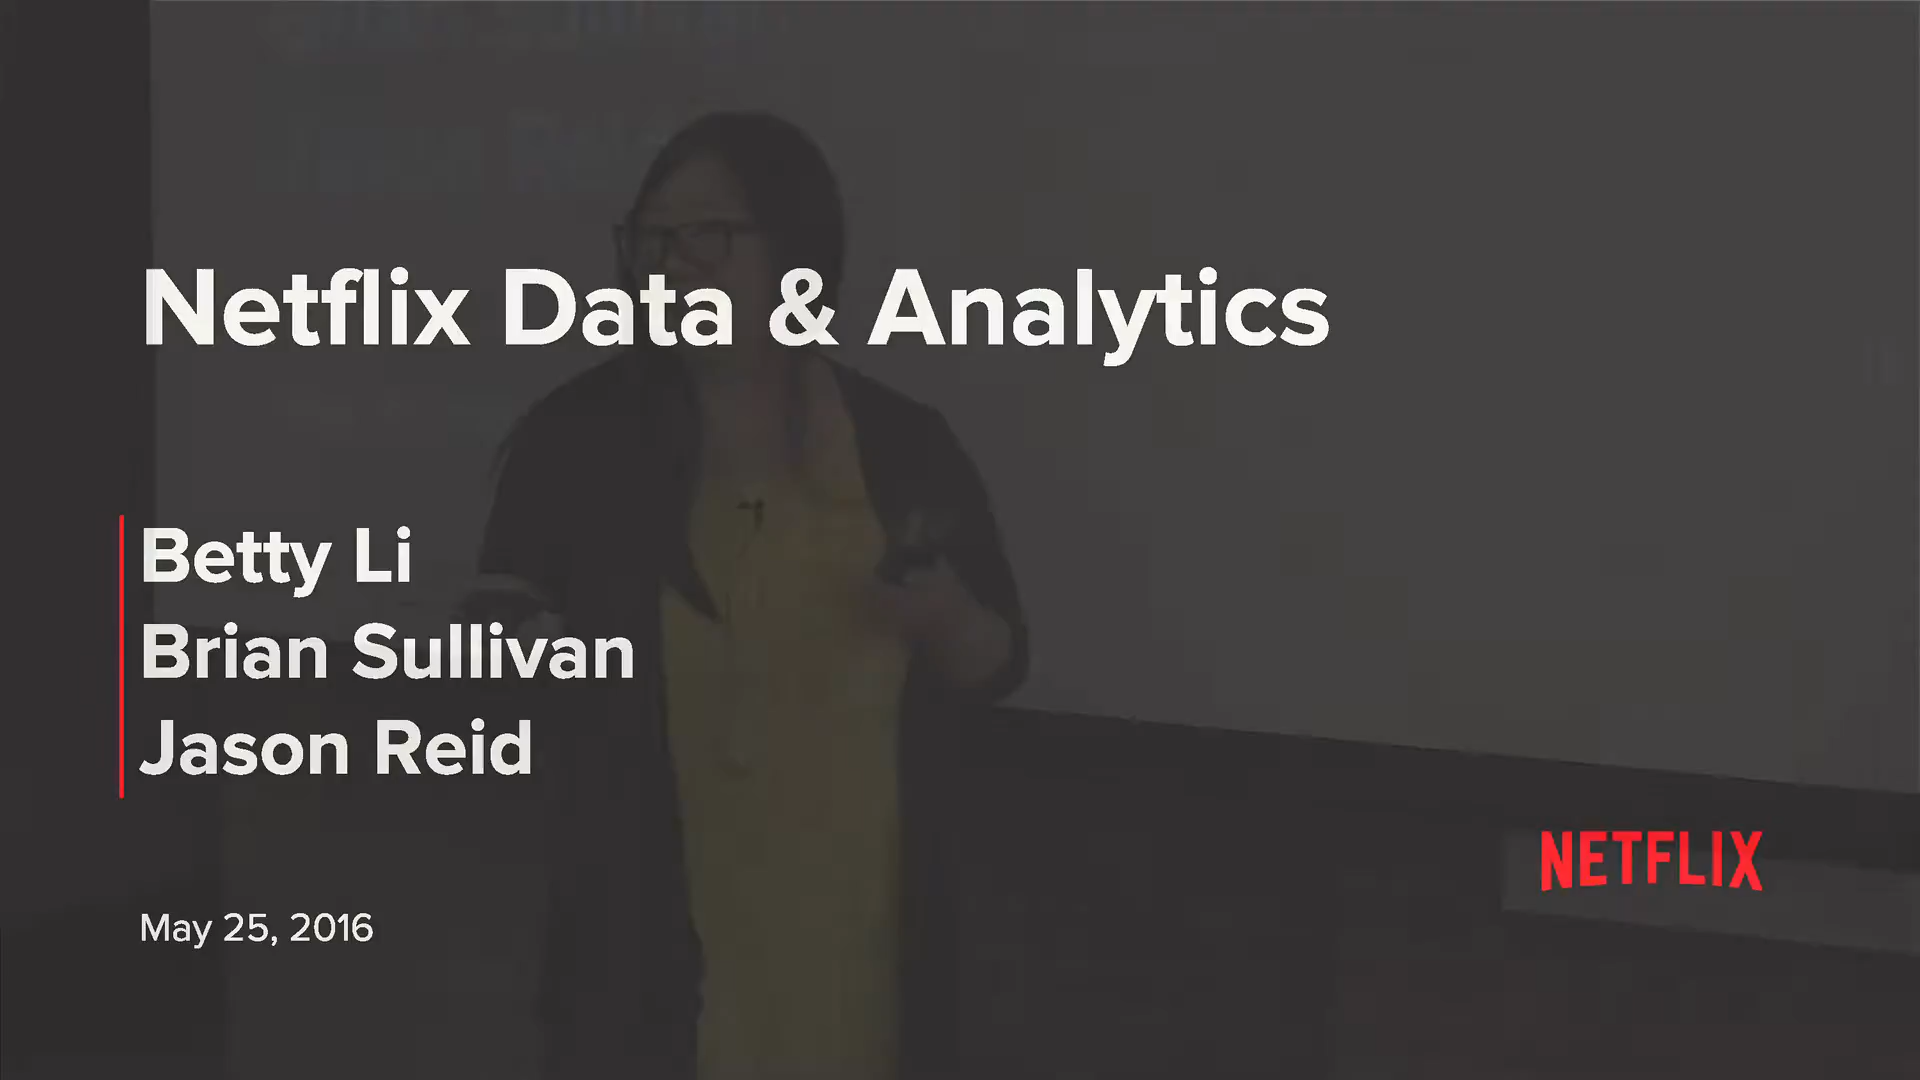 Netflix Data & Analytics
Betty Li
Brian Sullivan
Jason Reid
NETFLIX
May 25, 2016